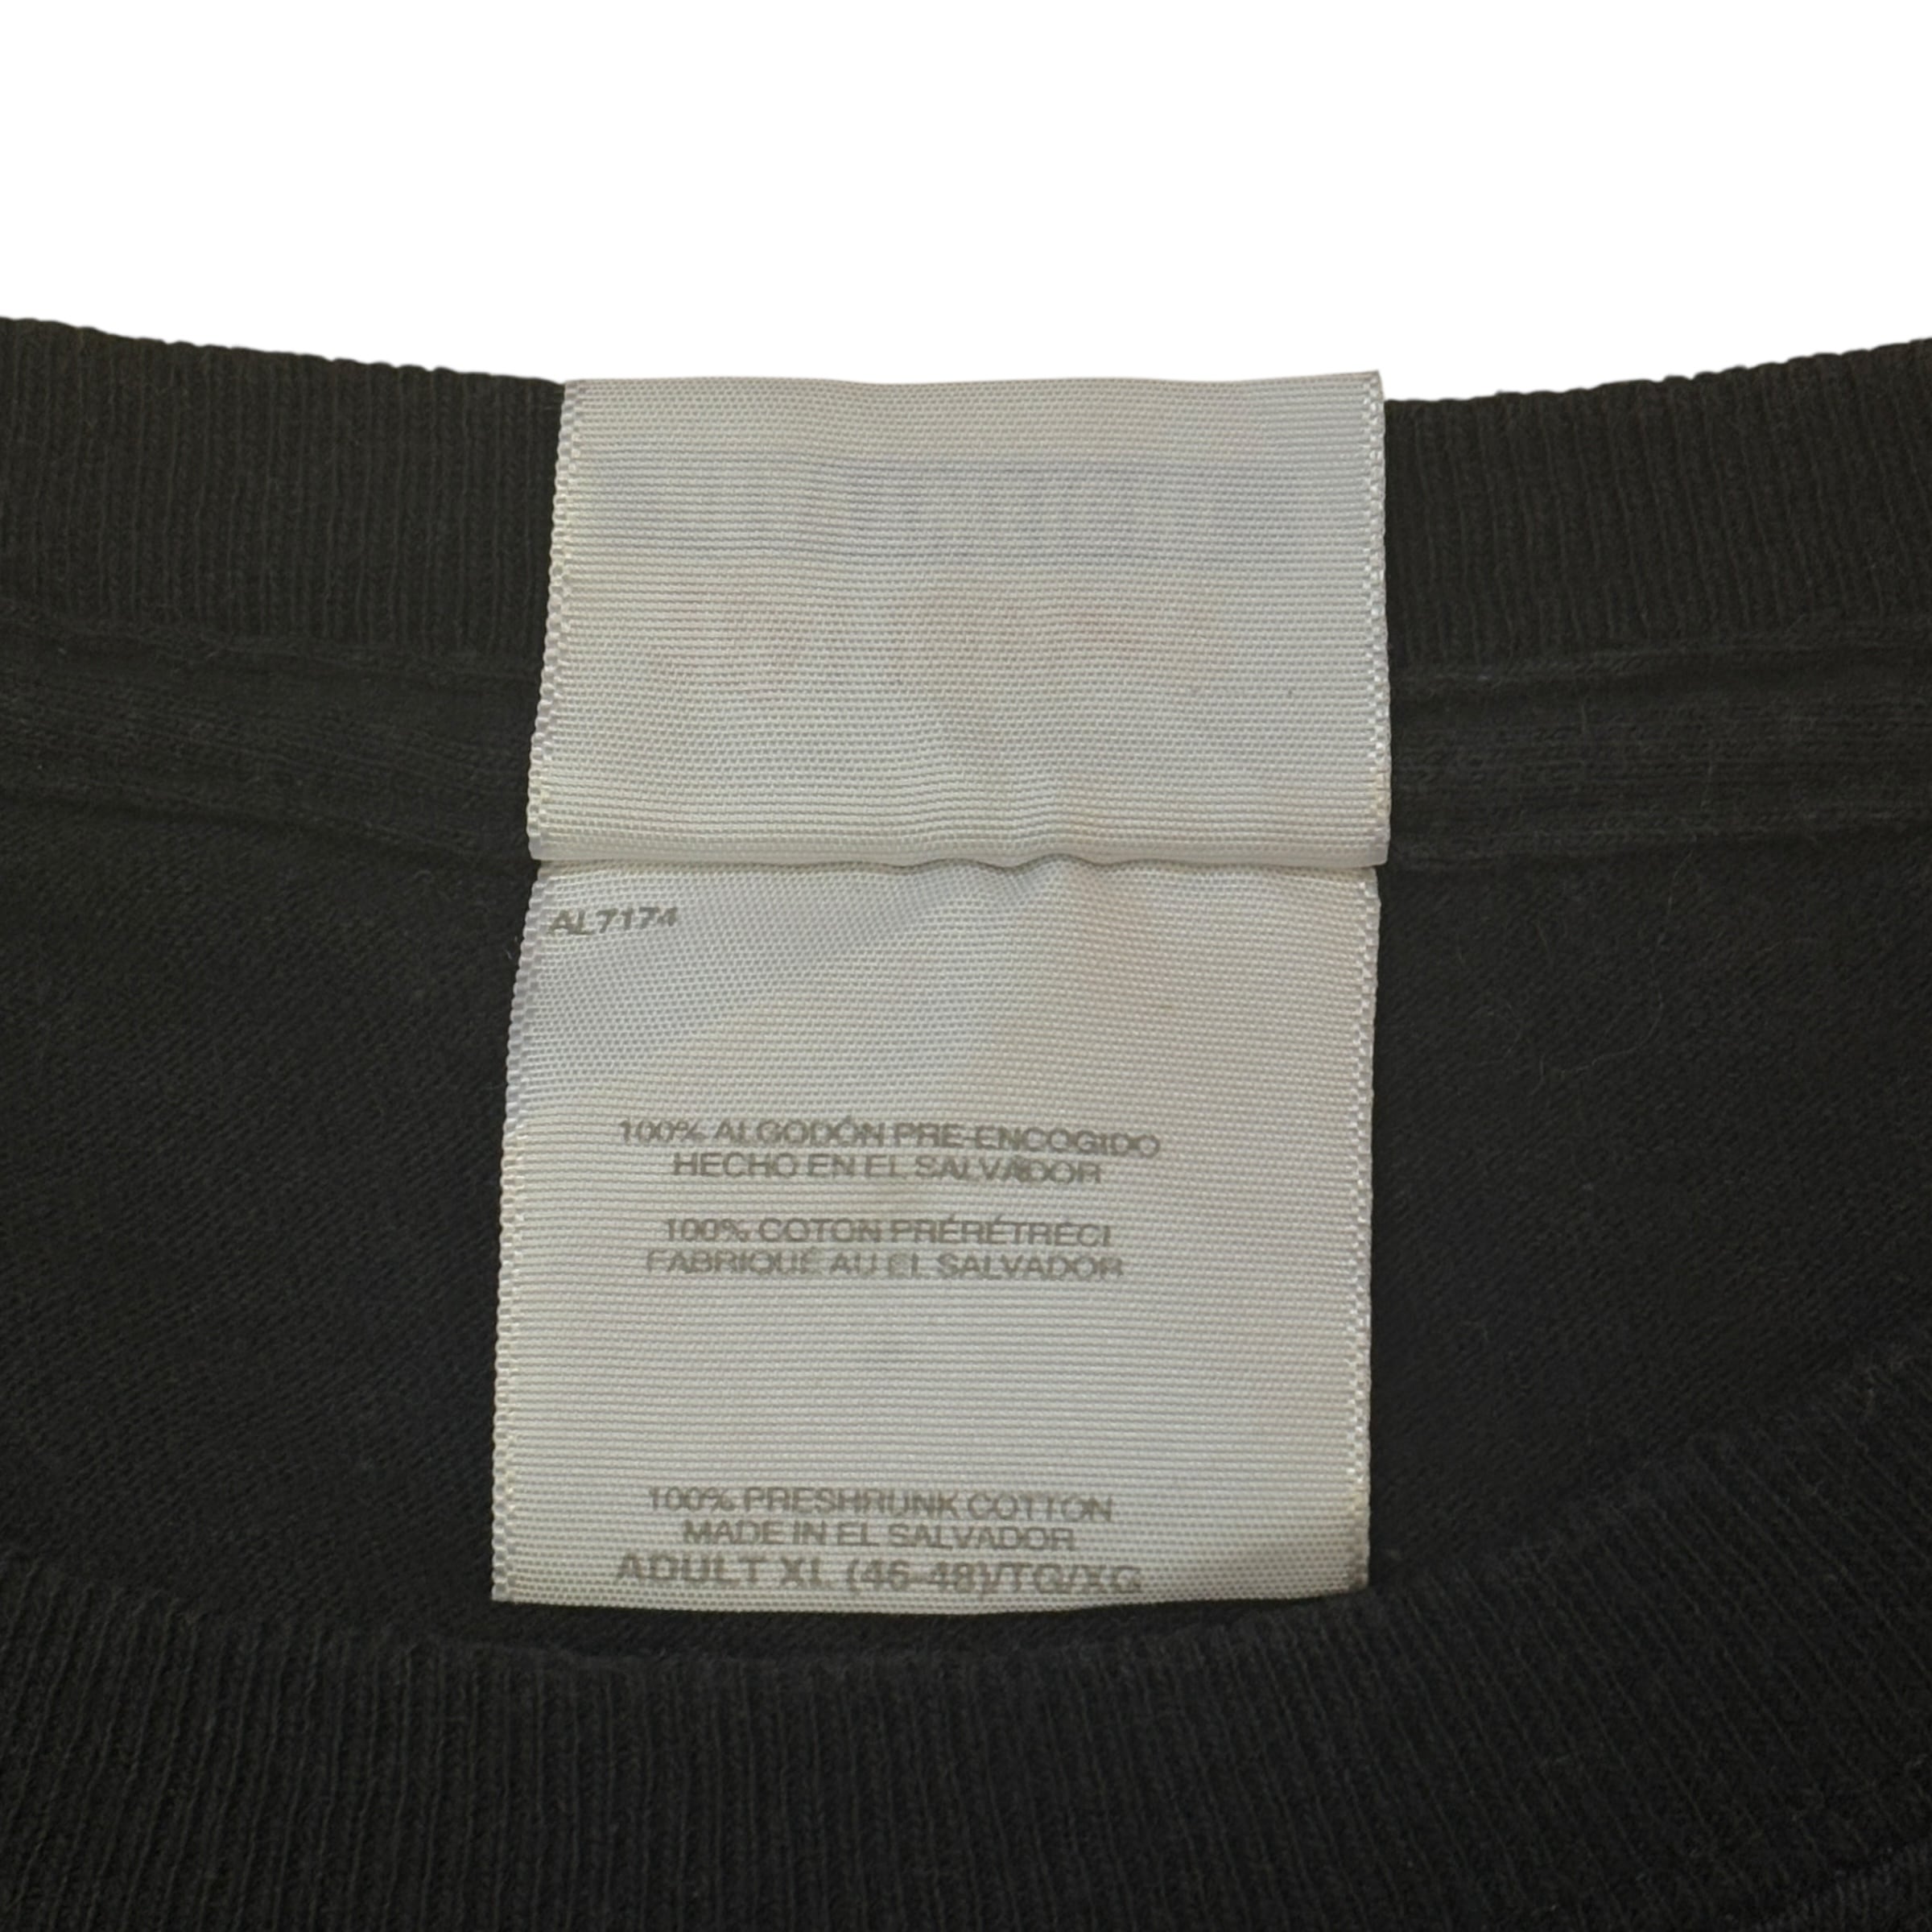 AL7174
100% ALGODÓN PRE-ENCOGIDO
HECHO EN EL SALVADOR
100% COTON PRÉRÉTRÉCI
FABRIQUÉ AU EL SALVADOR
100% PRESHRUNK COTTON
MADE IN EL SALVADOR
ADULT XL (46-48)/TG/XG